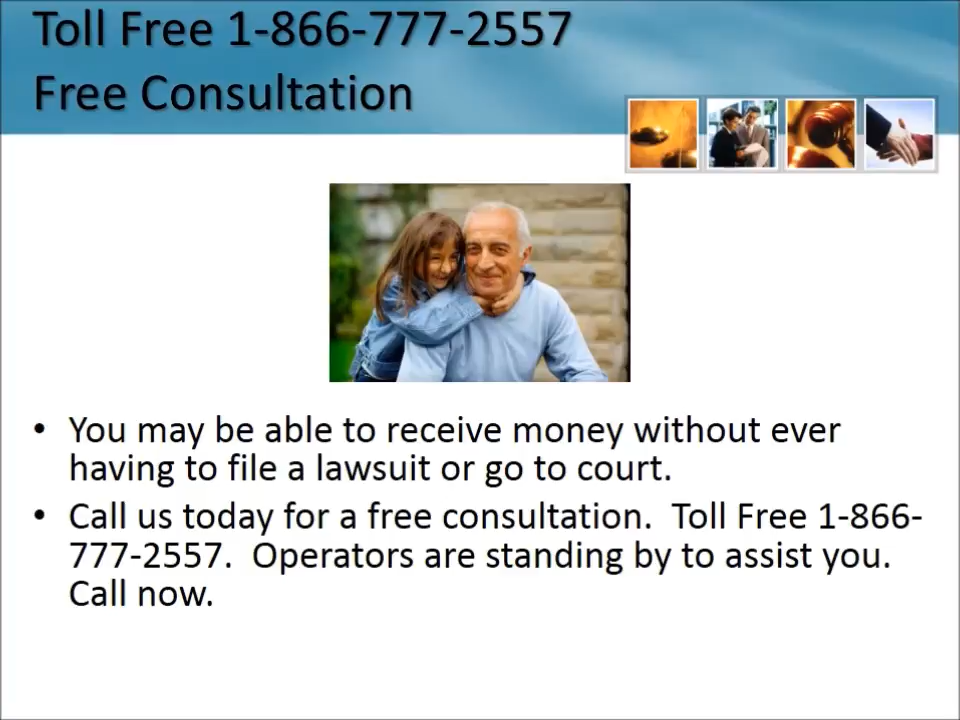 Toll Free 1-866-777-2557
Free Consultation
• You may be able to receive money without ever
having to file a lawsuit or go to court.
• Call us today for a free consultation.  Toll Free 1-866-
777-2557.  Operators are standing by to assist you.
Call now.